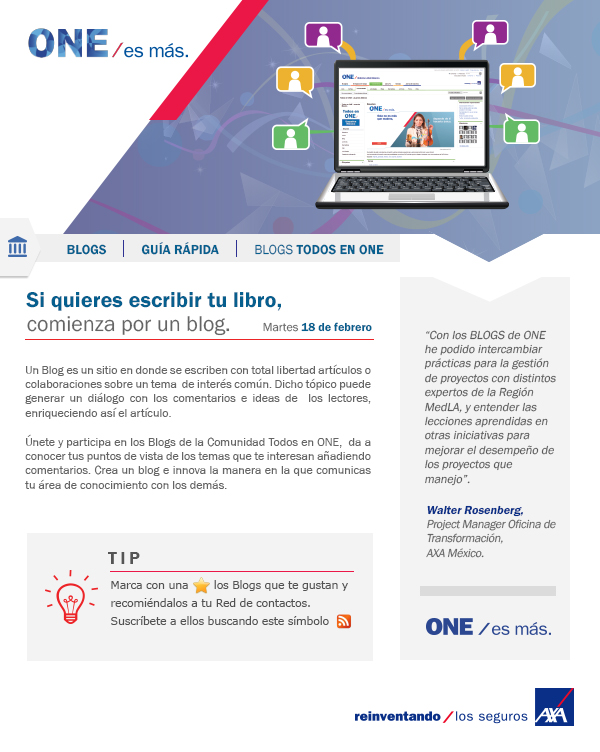 ONE /es más.
BLOGS
GUÍA RÁPIDA
BLOGS TODOS EN ONE
Si quieres escribir tu libro,
comienza por un blog.
Martes 18 de febrero
Un Blog es un sitio en donde se escriben con total libertad artículos o
colaboraciones sobre un tema de interés común. Dicho tópico puede
generar un diálogo con los comentarios e ideas de los lectores,
enriqueciendo así el artículo.
Únete y participa en los Blogs de la Comunidad Todos en ONE, da a
conocer tus puntos de vista de los temas que te interesan añadiendo
comentarios. Crea un blog e innova la manera en la que comunicas
tu área de conocimiento con los demás.
TIP
Marca con una los Blogs que te gustan y
recomiéndalos a tu Red de contactos.
Suscríbete a ellos buscando este símbolo
“Con los BLOGS de ONE
he podido intercambiar
prácticas para la gestión
de proyectos con distintos
expertos de la Región
MedLA, y entender las
lecciones aprendidas en
otras iniciativas para
mejorar el desempeño de
los proyectos que
manejo”.
Walter Rosenberg,
Project Manager Oficina de
Transformación,
AXA México.
ONE /es más.
reinventando / los seguros
AXA